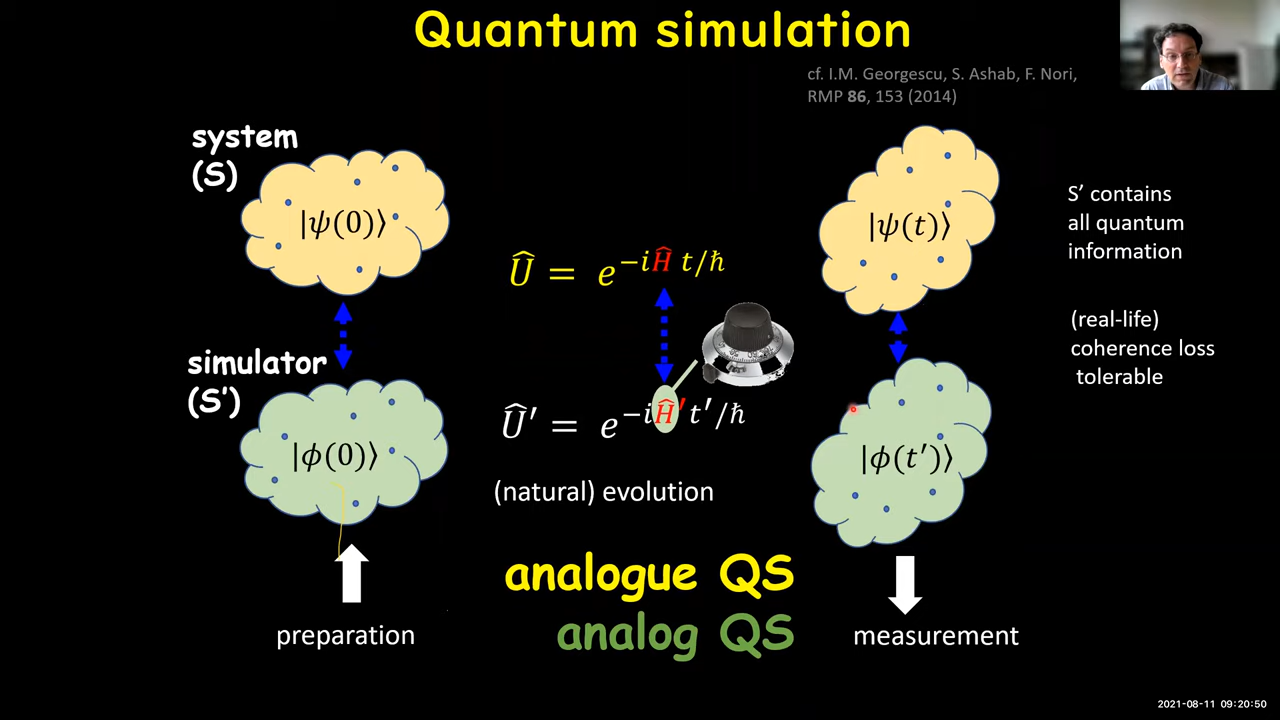 Quantum simulation
cf. I.M. Georgescu, S. Ashab, F. Nori,
RMP 86, 153 (2014)
system
(S)
|ψ(0)⟩
Û = e^{−iĤ t/ħ}
|ψ(t)⟩
S’ contains
all quantum
information
(real-life)
coherence loss
tolerable
simulator
(S’)
|ϕ(0)⟩
Û′ = e^{−iĤ′t′/ħ}
|ϕ(t′)⟩
(natural) evolution
analogue QS
analog QS
preparation
measurement
2021-08-11 09:20:50